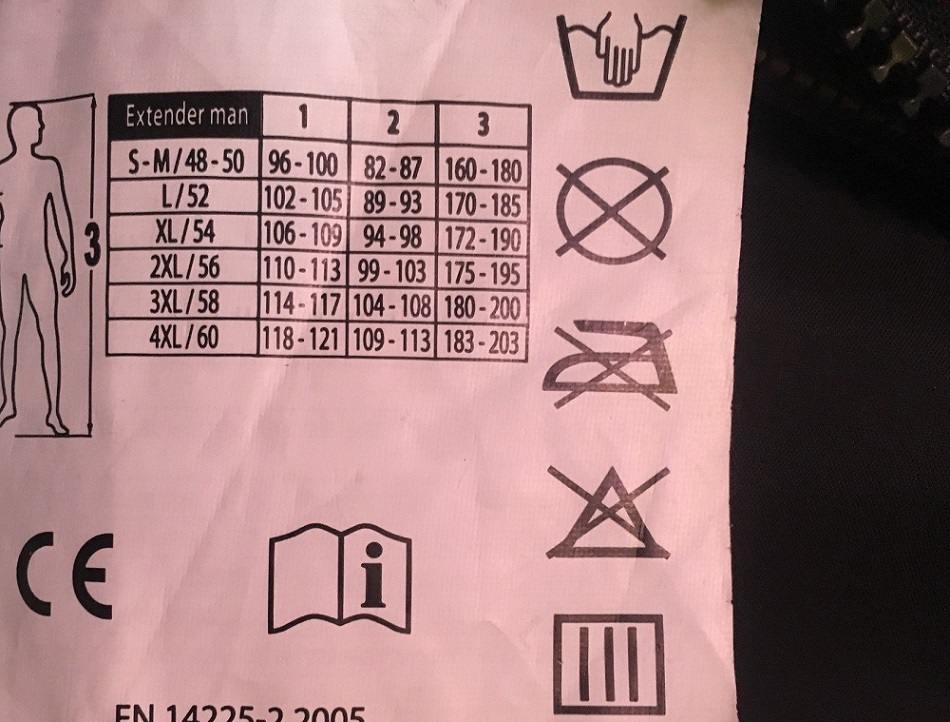 Extender man 1 2 3
S-M/48-50 96-100 82-87 160-180
L/52 102-105 89-93 170-185
XL/54 106-109 94-98 172-190
2XL/56 110-113 99-103 175-195
3XL/58 114-117 104-108 180-200
4XL/60 118-121 109-113 183-203
3
CE
i
EN 14225-2 2005